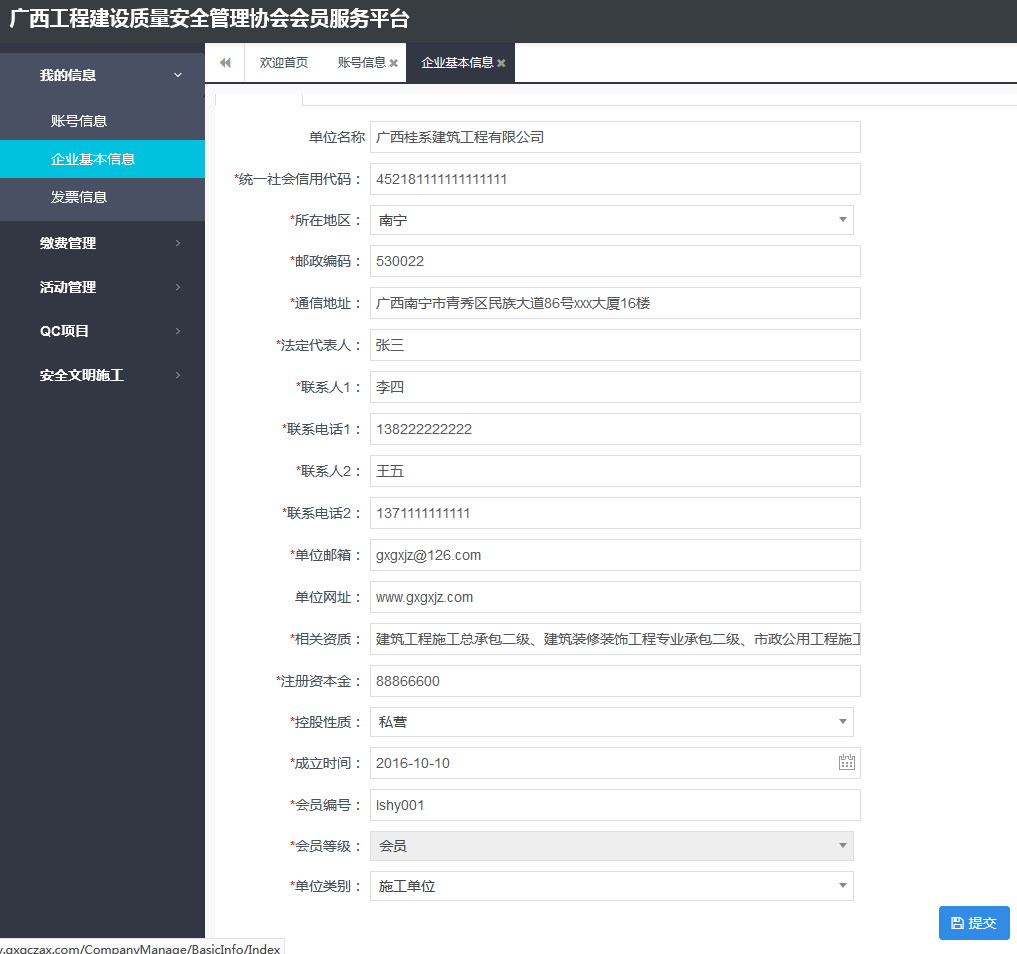 广西工程建设质量安全管理协会会员服务平台
我的信息
账号信息
企业基本信息
发票信息
缴费管理
活动管理
QC项目
安全文明施工
欢迎首页 账号信息 企业基本信息
单位名称 广西桂系建筑工程有限公司
*统一社会信用代码： 452181111111111111
*所在地区： 南宁
*邮政编码： 530022
*通信地址： 广西南宁市青秀区民族大道86号xxx大厦16楼
*法定代表人： 张三
*联系人1： 李四
*联系电话1： 138222222222
*联系人2： 王五
*联系电话2： 1371111111111
*单位邮箱： gxgxjz@126.com
单位网址： www.gxgxjz.com
*相关资质： 建筑工程施工总承包二级、建筑装修装饰工程专业承包二级、市政公用工程施工
*注册资本金： 88866600
*控股性质： 私营
*成立时间： 2016-10-10
*会员编号： lshy001
*会员等级： 会员
*单位类别： 施工单位
提交
.gxgczax.com/CompanyManage/BasicInfo/Index